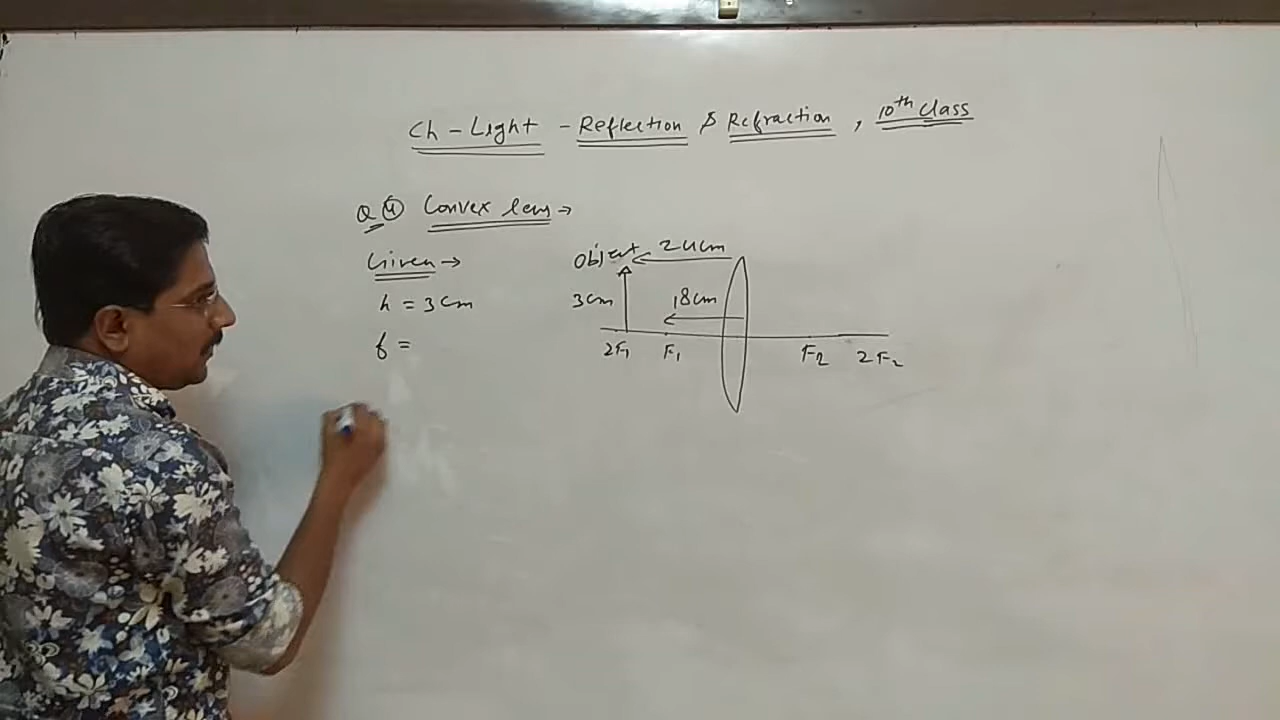 Ch - Light - Reflection & Refraction, 10th Class
Q ④ Convex lens →
Given →
h = 3 cm
f =
Object 24cm
3cm 18cm
2F1 F1 F2 2F2